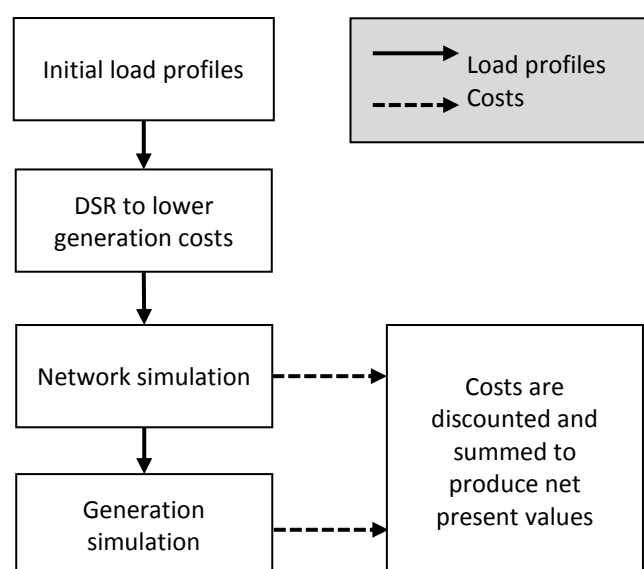 Initial load profiles
Load profiles
Costs
DSR to lower
generation costs
Network simulation
Costs are
discounted and
summed to
produce net
present values
Generation
simulation